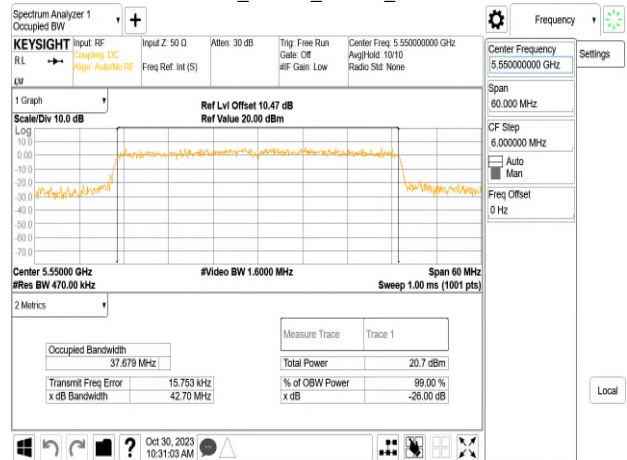 Spectrum Analyzer 1
Occupied BW
+
Frequency
KEYSIGHT
RL
LXI
Input: RF
Coupling: DC
Align: Auto/No RF
Input Z: 50 Ω
Freq Ref: Int (S)
Atten: 30 dB
Trig: Free Run
Gate: Off
#IF Gain: Low
Center Freq: 5.550000000 GHz
Avg|Hold: 10/10
Radio Std: None
Center Frequency
5.550000000 GHz
Settings
Span
60.000 MHz
CF Step
6.000000 MHz
Auto
Man
Freq Offset
0 Hz
1 Graph
Scale/Div 10.0 dB
Ref Lvl Offset 10.47 dB
Ref Value 20.00 dBm
Log
10.0
0.00
-10.0
-20.0
-30.0
-40.0
-50.0
-60.0
-70.0
Center 5.55000 GHz
#Video BW 1.6000 MHz
Span 60 MHz
#Res BW 470.00 kHz
Sweep 1.00 ms (1001 pts)
2 Metrics
Measure Trace Trace 1
Occupied Bandwidth
37.679 MHz
Total Power 20.7 dBm
Transmit Freq Error 15.753 kHz
% of OBW Power 99.00 %
x dB Bandwidth 42.70 MHz
x dB -26.00 dB
Local
?
Oct 30, 2023
10:31:03 AM